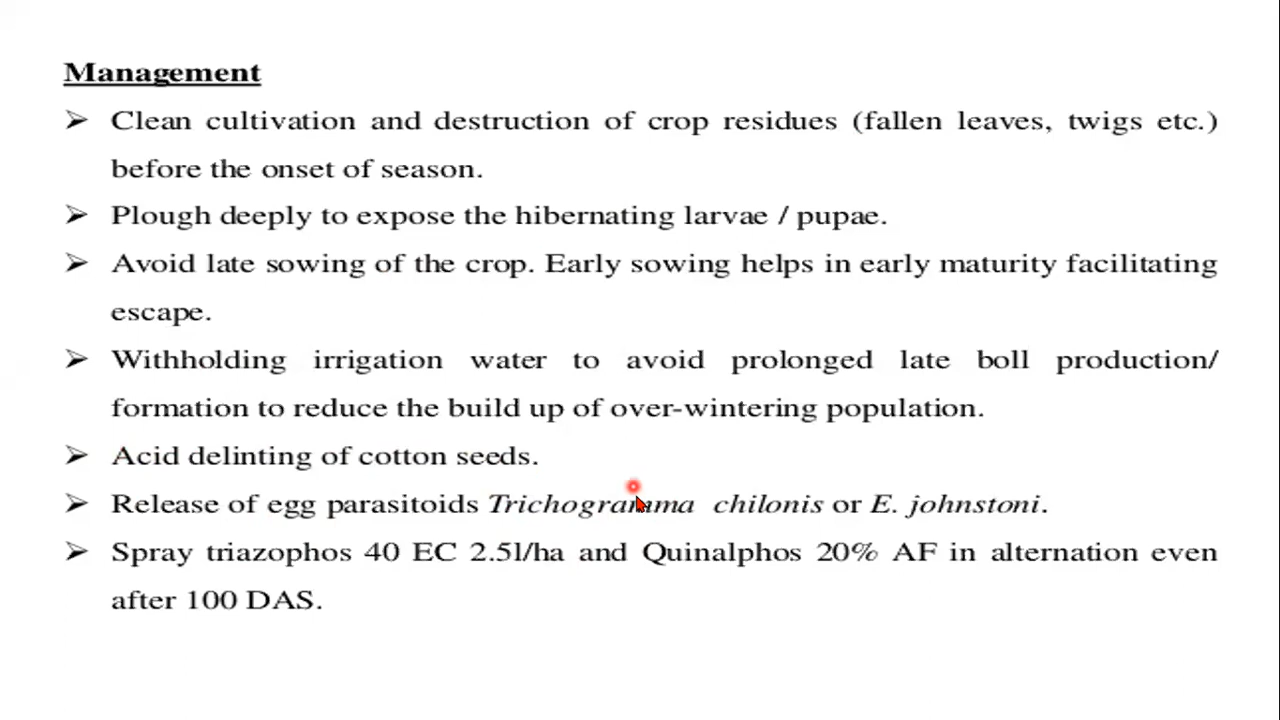 Management
➢ Clean cultivation and destruction of crop residues (fallen leaves, twigs etc.)
before the onset of season.
➢ Plough deeply to expose the hibernating larvae / pupae.
➢ Avoid late sowing of the crop. Early sowing helps in early maturity facilitating
escape.
➢ Withholding irrigation water to avoid prolonged late boll production/
formation to reduce the build up of over-wintering population.
➢ Acid delinting of cotton seeds.
➢ Release of egg parasitoids Trichogramma chilonis or E. johnstoni.
➢ Spray triazophos 40 EC 2.5l/ha and Quinalphos 20% AF in alternation even
after 100 DAS.